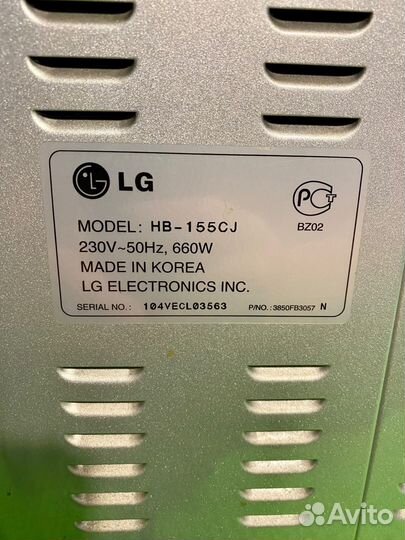 LG
MODEL: HB-155CJ
230V~50Hz, 660W
MADE IN KOREA
LG ELECTRONICS INC.
SERIAL NO.: 104VECL03563 P/NO.: 3850FB3057 N
РСТ
BZ02
Avito